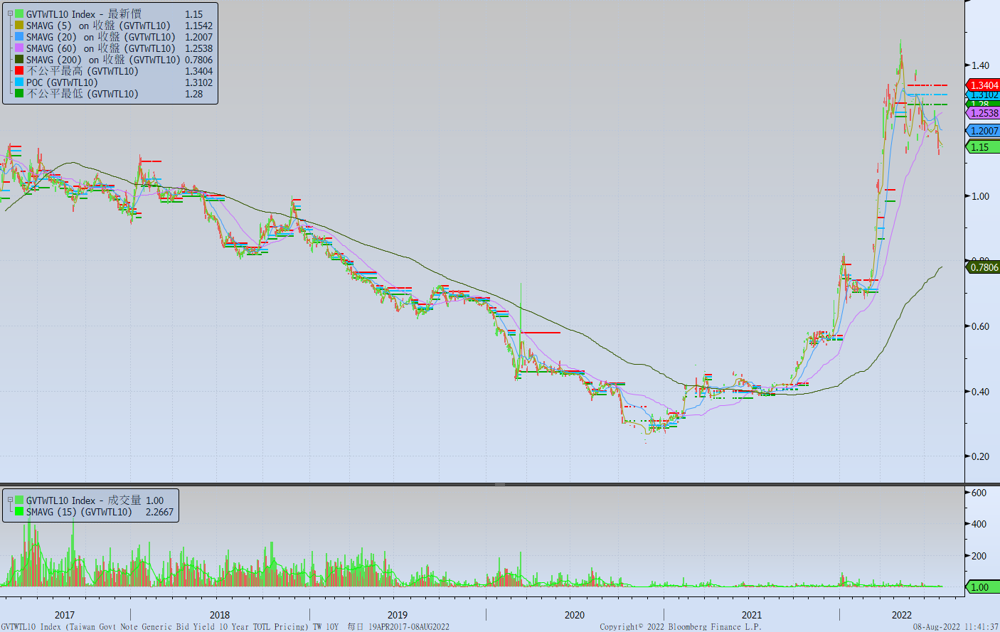 GVTWTL10 Index - 最新價 1.15
SMAVG (5) on 收盤 (GVTWTL10) 1.1542
SMAVG (20) on 收盤 (GVTWTL10) 1.2007
SMAVG (60) on 收盤 (GVTWTL10) 1.2538
SMAVG (200) on 收盤 (GVTWTL10) 0.7806
不公平最高 (GVTWTL10) 1.3404
POC (GVTWTL10) 1.3102
不公平最低 (GVTWTL10) 1.28
1.40
1.3404
1.3102
1.28
1.2538
1.2007
1.15
1.00
0.80
0.7806
0.60
0.40
0.20
GVTWTL10 Index - 成交量 1.00
SMAVG (15) (GVTWTL10) 2.2667
600
400
200
1.00
2017 2018 2019 2020 2021 2022
GVTWTL10 Index (Taiwan Govt Note Generic Bid Yield 10 Year TOTL Pricing) TW 10Y 每日 19APR2017-08AUG2022 Copyright© 2022 Bloomberg Finance L.P. 08-Aug-2022 11:41:37